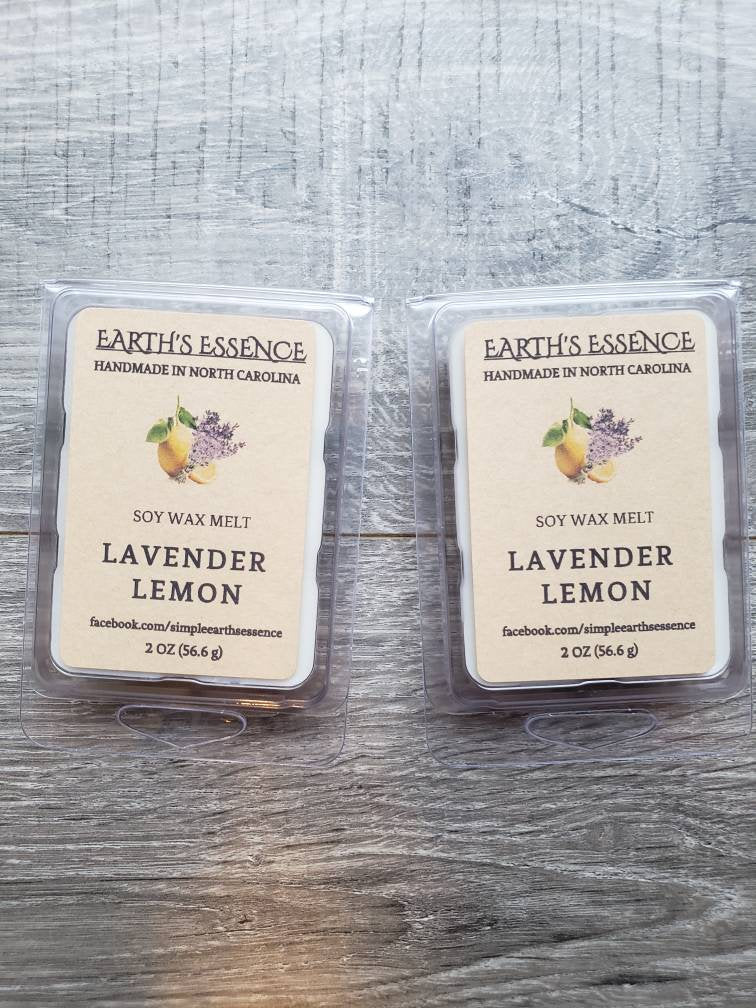 EARTH'S ESSENCE
HANDMADE IN NORTH CAROLINA
SOY WAX MELT
LAVENDER
LEMON
facebook.com/simpleearthsessence
2 OZ (56.6 g)
EARTH'S ESSENCE
HANDMADE IN NORTH CAROLINA
SOY WAX MELT
LAVENDER
LEMON
facebook.com/simpleearthsessence
2 OZ (56.6 g)